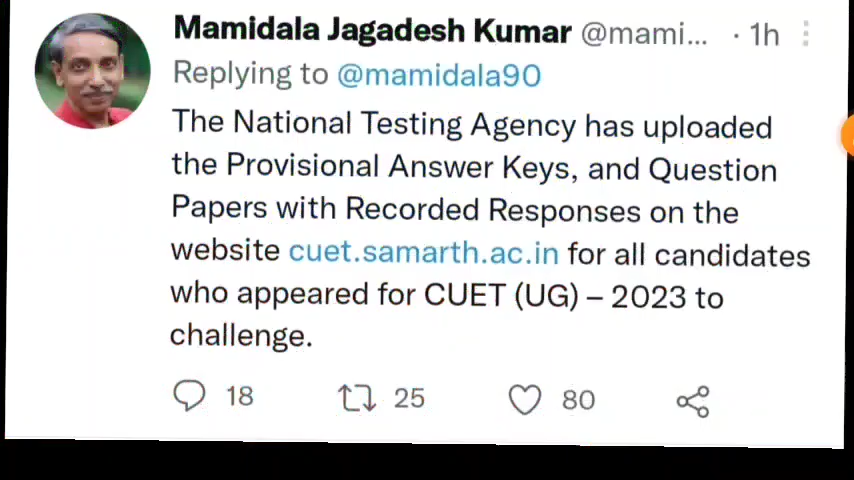 Mamidala Jagadesh Kumar @mami... · 1h
Replying to @mamidala90
The National Testing Agency has uploaded
the Provisional Answer Keys, and Question
Papers with Recorded Responses on the
website cuet.samarth.ac.in for all candidates
who appeared for CUET (UG) – 2023 to
challenge.
18 25 80